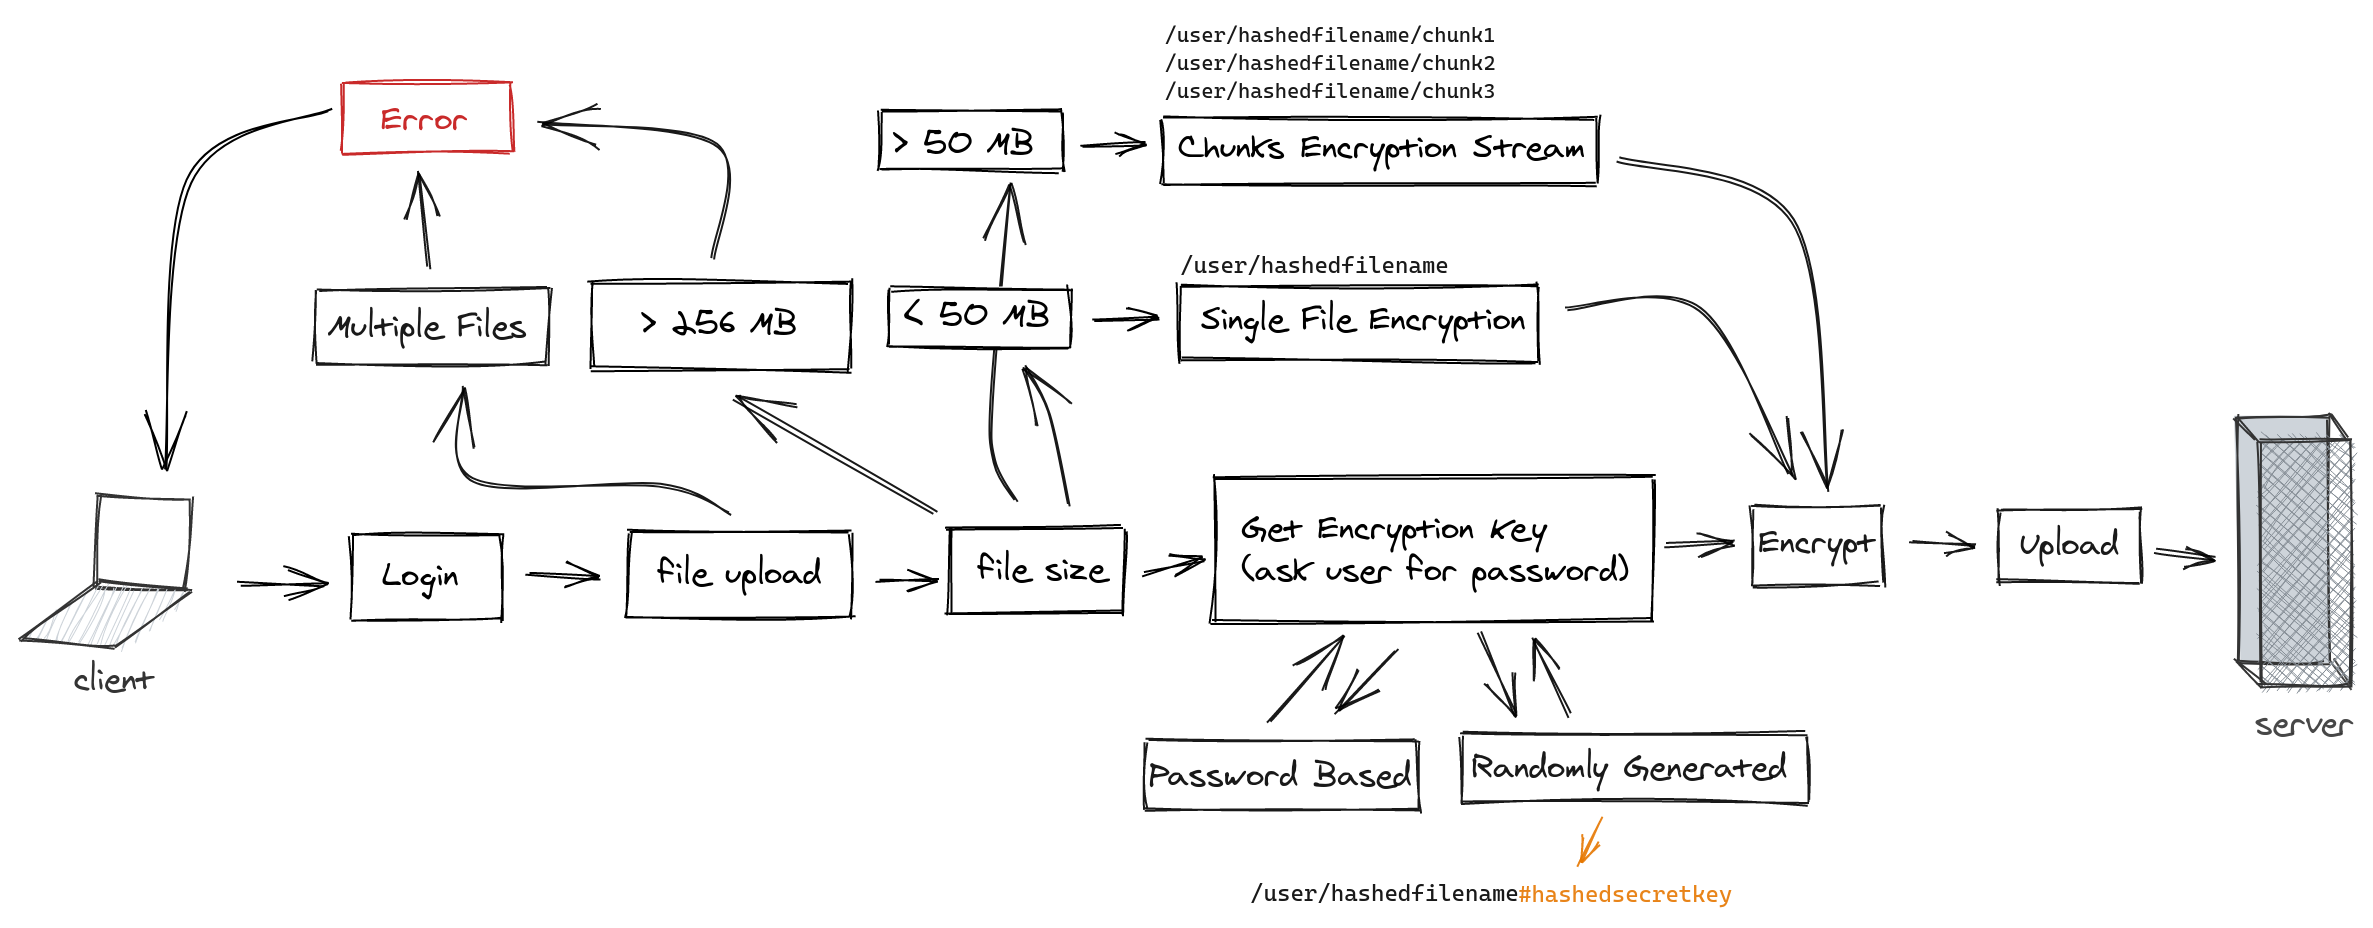 /user/hashedfilename/chunk1
/user/hashedfilename/chunk2
/user/hashedfilename/chunk3
Error
> 50 MB
Chunks Encryption Stream
/user/hashedfilename
Multiple Files
> 256 MB
< 50 MB
Single File Encryption
client
Login
file upload
file size
Get Encryption Key
(ask user for password)
Encrypt
Upload
server
Password Based
Randomly Generated
/user/hashedfilename#hashedsecretkey